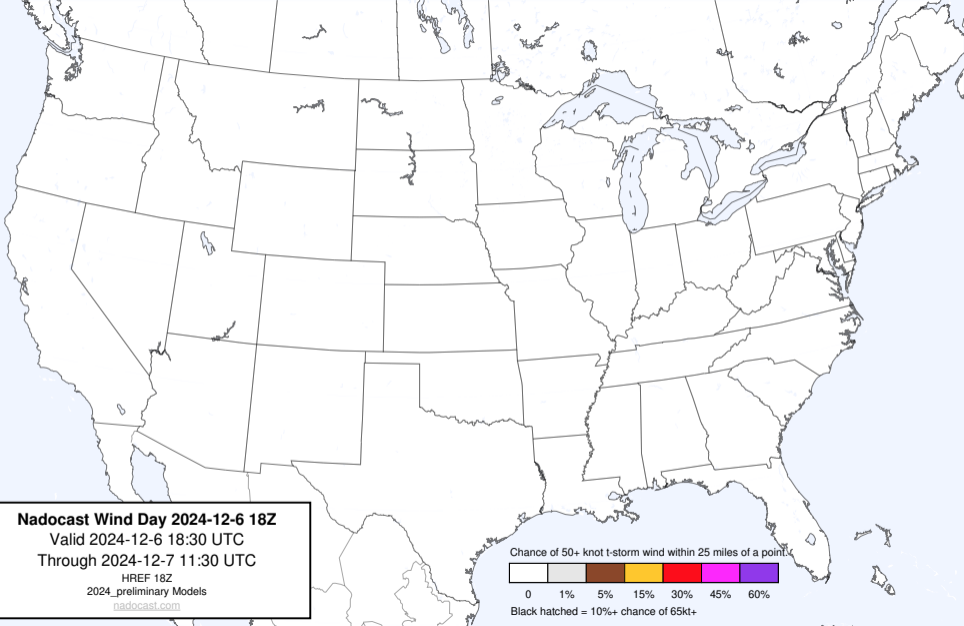 Nadocast Wind Day 2024-12-6 18Z
Valid 2024-12-6 18:30 UTC
Through 2024-12-7 11:30 UTC
HREF 18Z
2024_preliminary Models
nadocast.com
Chance of 50+ knot t-storm wind within 25 miles of a point.
0 1% 5% 15% 30% 45% 60%
Black hatched = 10%+ chance of 65kt+